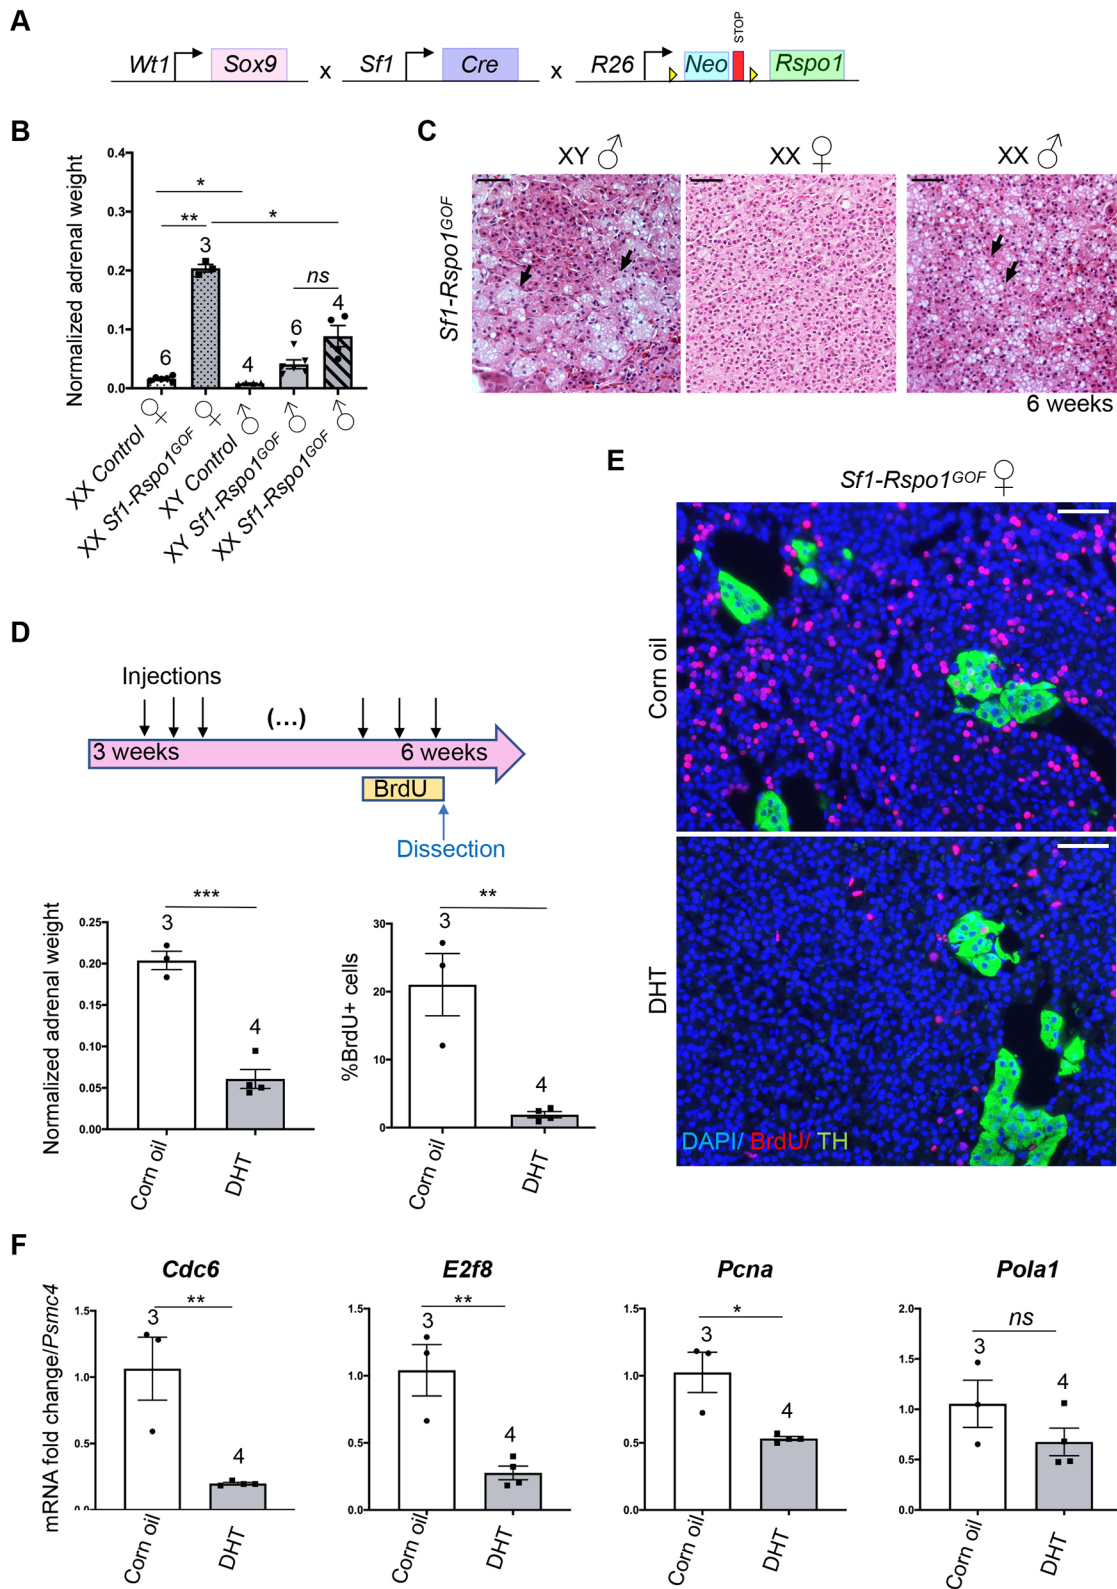 A
Wt1 Sox9 x Sf1 Cre x R26 Neo STOP Rspo1
B
Normalized adrenal weight
0.4
0.3
0.2
0.1
0.0
*
**
*
ns
6
3
4
6
4
XX Control ♀
XX Sf1-Rspo1GOF ♀
XY Control ♂
XY Sf1-Rspo1GOF ♂
XX Sf1-Rspo1GOF ♂
C
XY ♂ XX ♀ XX ♂
Sf1-Rspo1GOF
6 weeks
D
Injections
(...)
3 weeks 6 weeks
BrdU
Dissection
Normalized adrenal weight
0.25
0.20
0.15
0.10
0.05
0.00
***
3
4
Corn oil
DHT
%BrdU+ cells
30
20
10
0
**
3
4
Corn oil
DHT
E
Sf1-Rspo1GOF ♀
Corn oil
DHT
DAPI/ BrdU/ TH
F
mRNA fold change/Psmc4
Cdc6
1.5
1.0
0.5
0.0
**
3
4
Corn oil
DHT
E2f8
1.5
1.0
0.5
0.0
**
3
4
Corn oil
DHT
Pcna
1.5
1.0
0.5
0.0
*
3
4
Corn oil
DHT
Pola1
2.0
1.5
1.0
0.5
0.0
ns
3
4
Corn oil
DHT